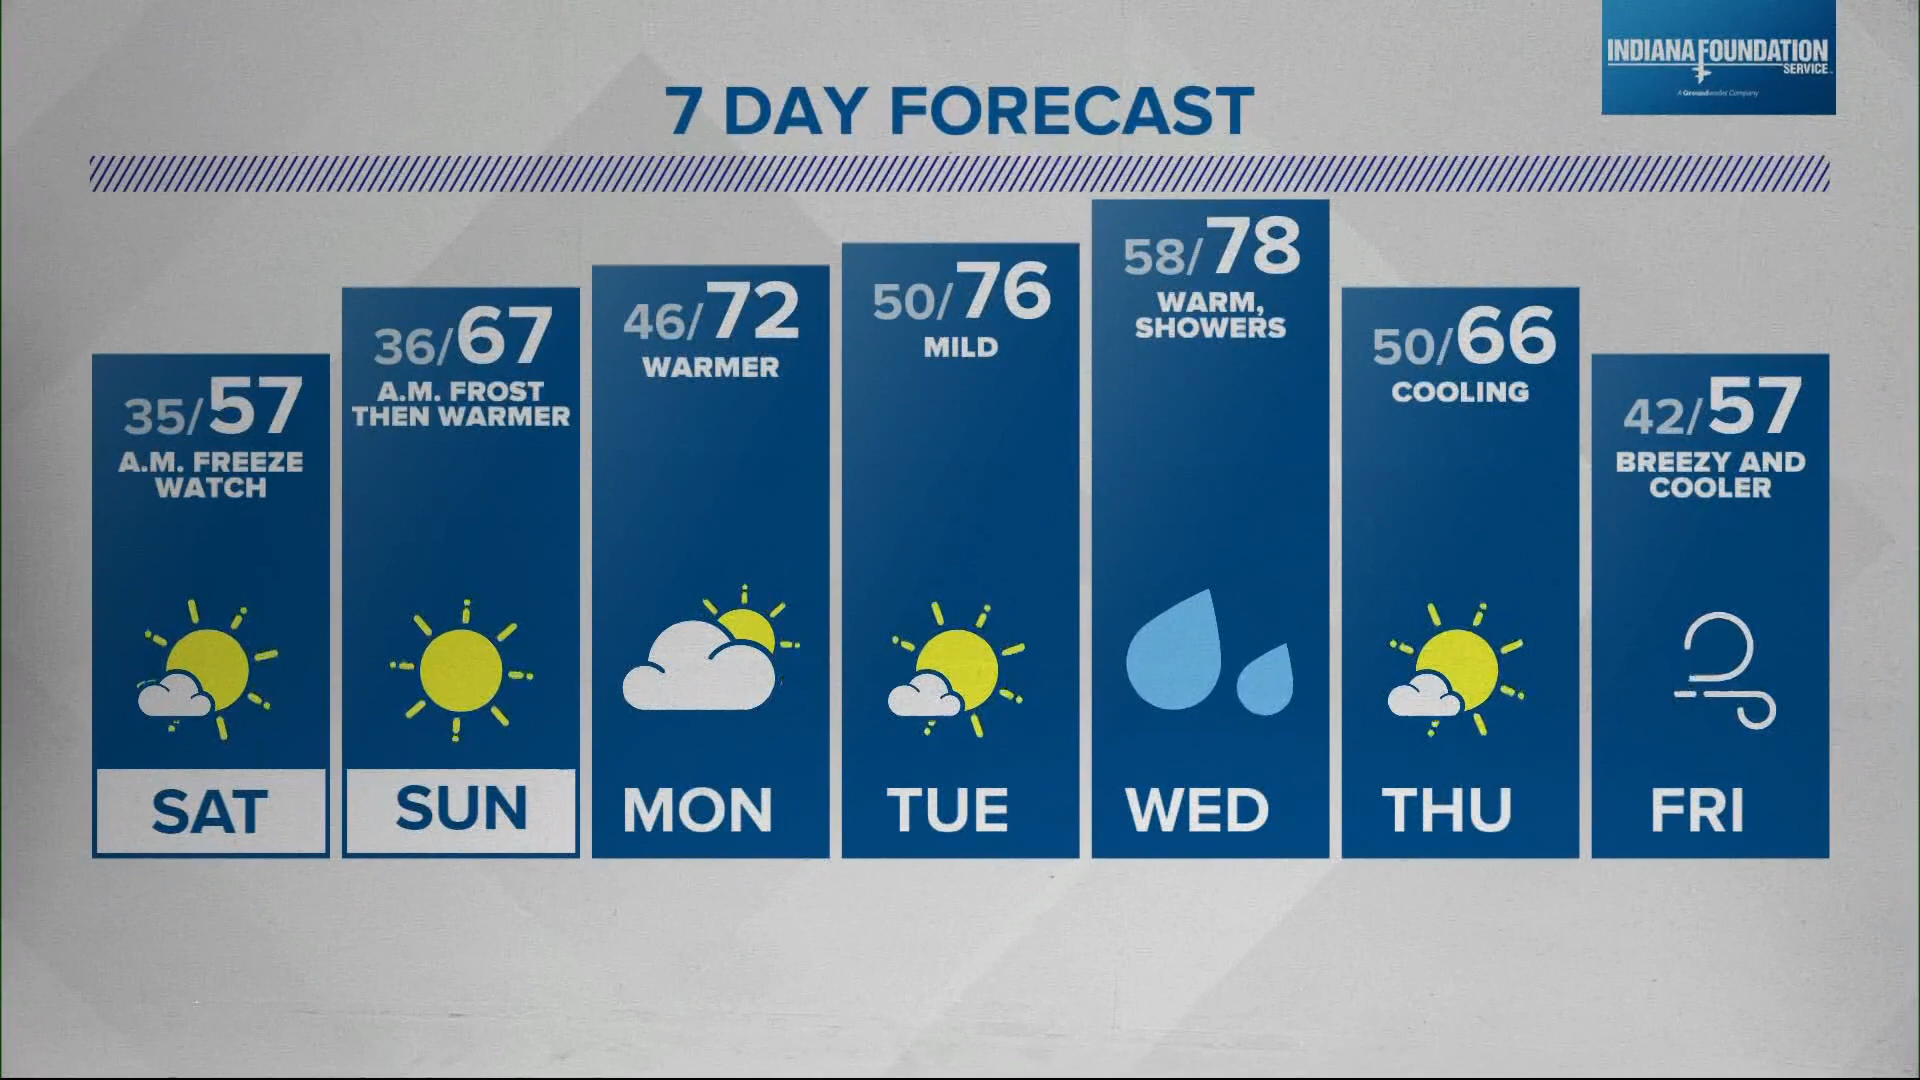 INDIANA FOUNDATION
SERVICE
A Groundworks Company
7 DAY FORECAST
35/57
A.M. FREEZE
WATCH
SAT
36/67
A.M. FROST
THEN WARMER
SUN
46/72
WARMER
MON
50/76
MILD
TUE
58/78
WARM,
SHOWERS
WED
50/66
COOLING
THU
42/57
BREEZY AND
COOLER
FRI